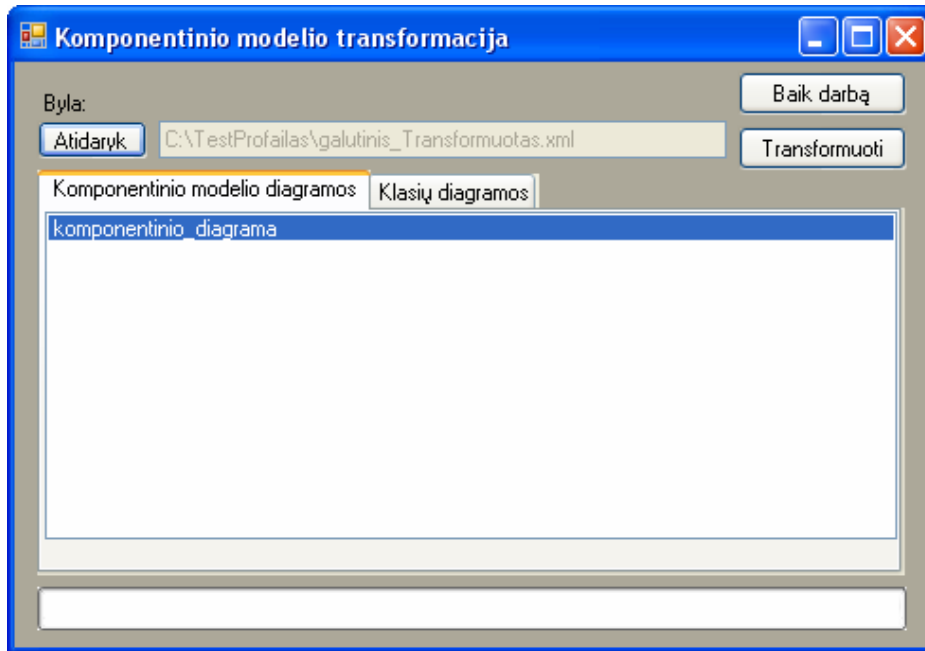 Komponentinio modelio transformacija
Byla:
Baik darbą
Atidaryk
C:\TestProfailas\galutinis_Transformuotas.xml
Transformuoti
Komponentinio modelio diagramos
Klasių diagramos
komponentinio_diagrama